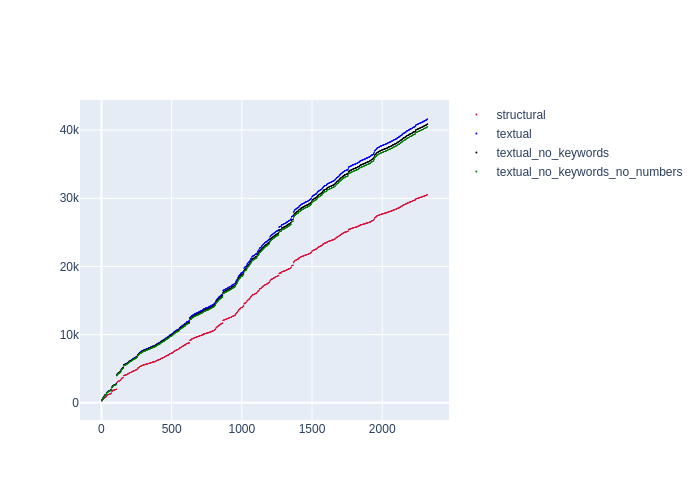 structural
textual
textual_no_keywords
textual_no_keywords_no_numbers
40k
30k
20k
10k
0
0 500 1000 1500 2000